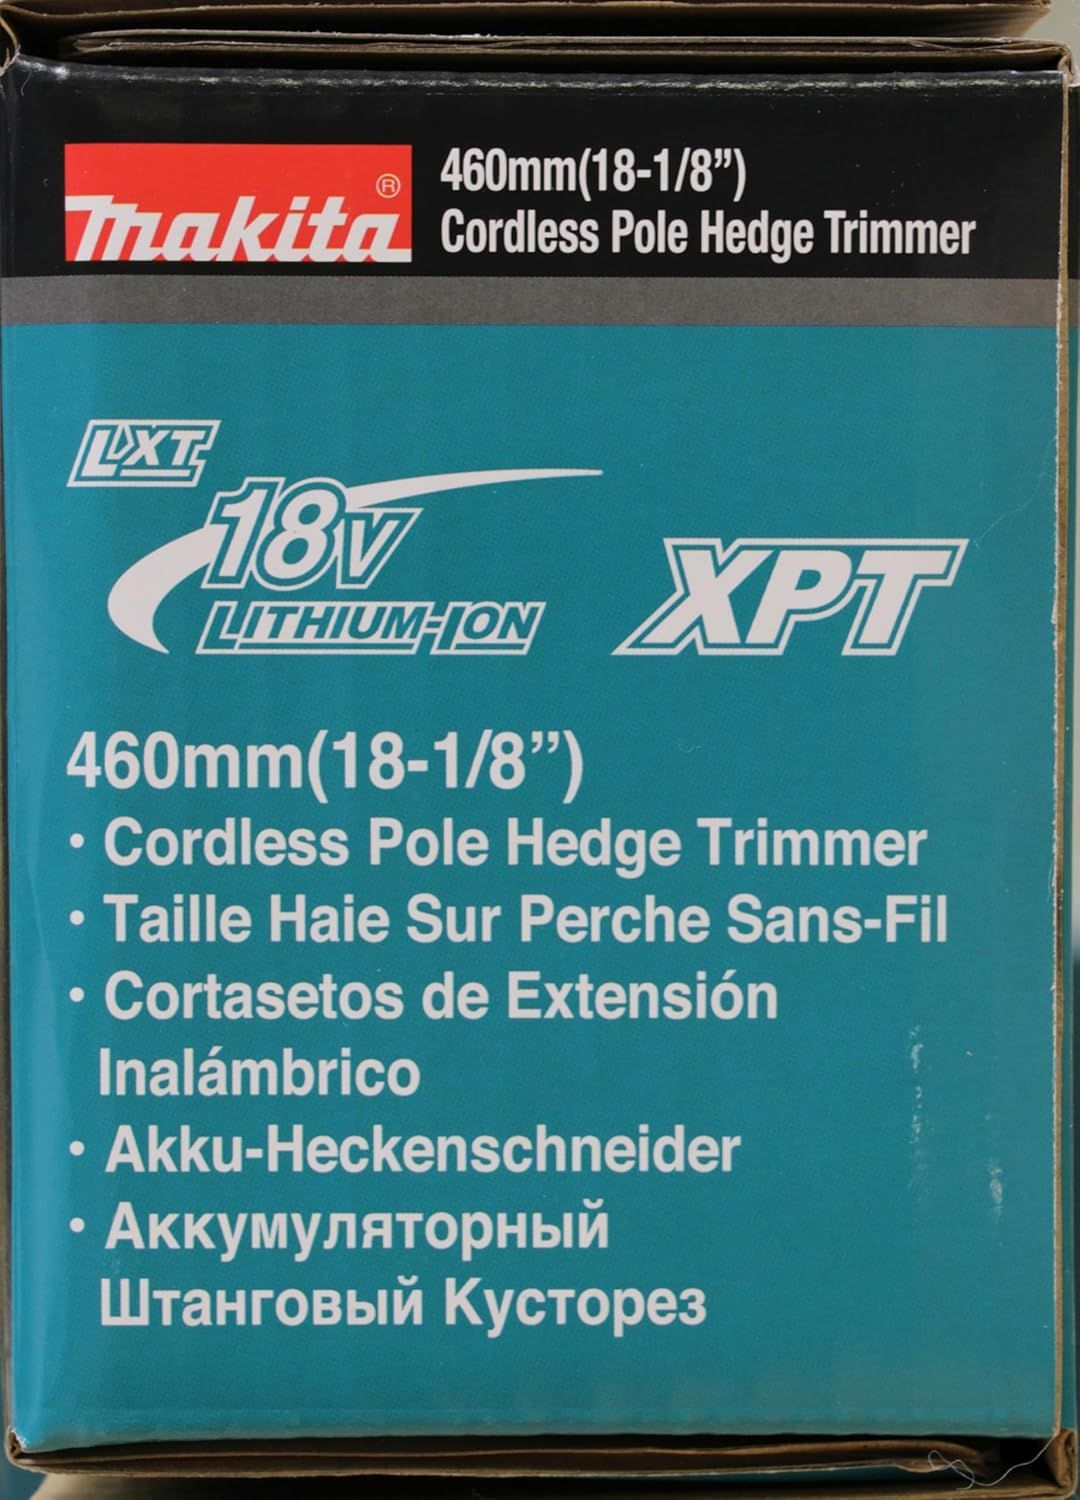 makita®
460mm(18-1/8”)
Cordless Pole Hedge Trimmer
LXT
18V
LITHIUM-ION
XPT
460mm(18-1/8”)
• Cordless Pole Hedge Trimmer
• Taille Haie Sur Perche Sans-Fil
• Cortasetos de Extensión
Inalámbrico
• Akku-Heckenschneider
• Аккумуляторный
Штанговый Кусторез